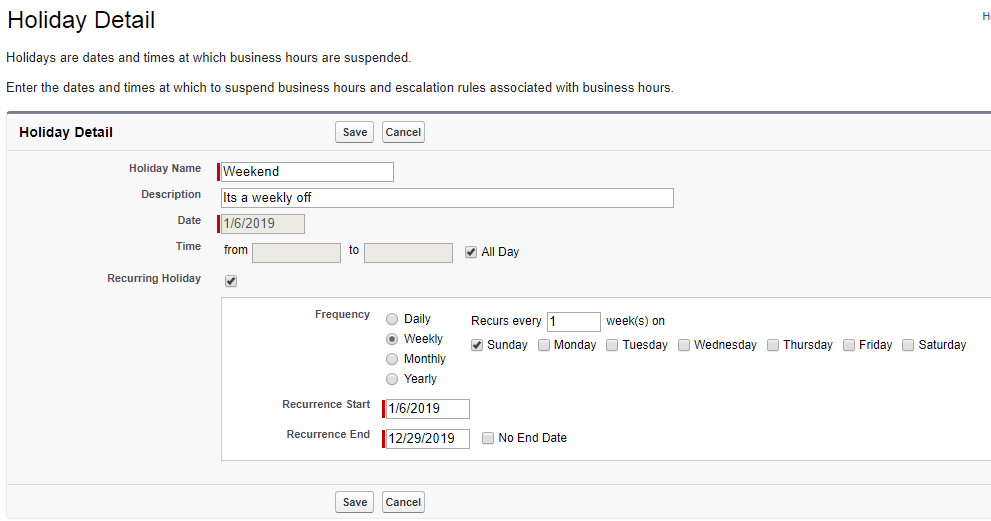 Holiday Detail
Holidays are dates and times at which business hours are suspended.
Enter the dates and times at which to suspend business hours and escalation rules associated with business hours.
Holiday Detail Save Cancel
Holiday Name Weekend
Description Its a weekly off
Date 1/6/2019
Time from to All Day
Recurring Holiday
Frequency Daily Recurs every 1 week(s) on
Weekly Sunday Monday Tuesday Wednesday Thursday Friday Saturday
Monthly
Yearly
Recurrence Start 1/6/2019
Recurrence End 12/29/2019 No End Date
Save Cancel